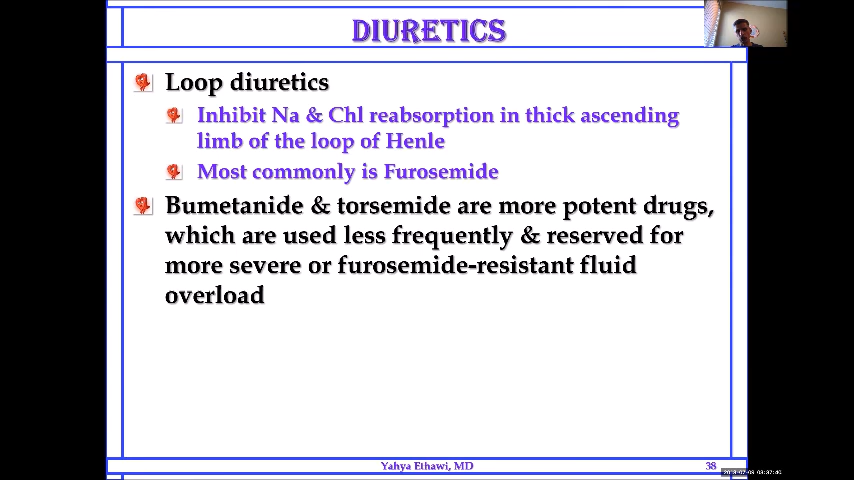 DIURETICS
Loop diuretics
Inhibit Na & Chl reabsorption in thick ascending
limb of the loop of Henle
Most commonly is Furosemide
Bumetanide & torsemide are more potent drugs,
which are used less frequently & reserved for
more severe or furosemide-resistant fluid
overload
Yahya Ethawi, MD
38